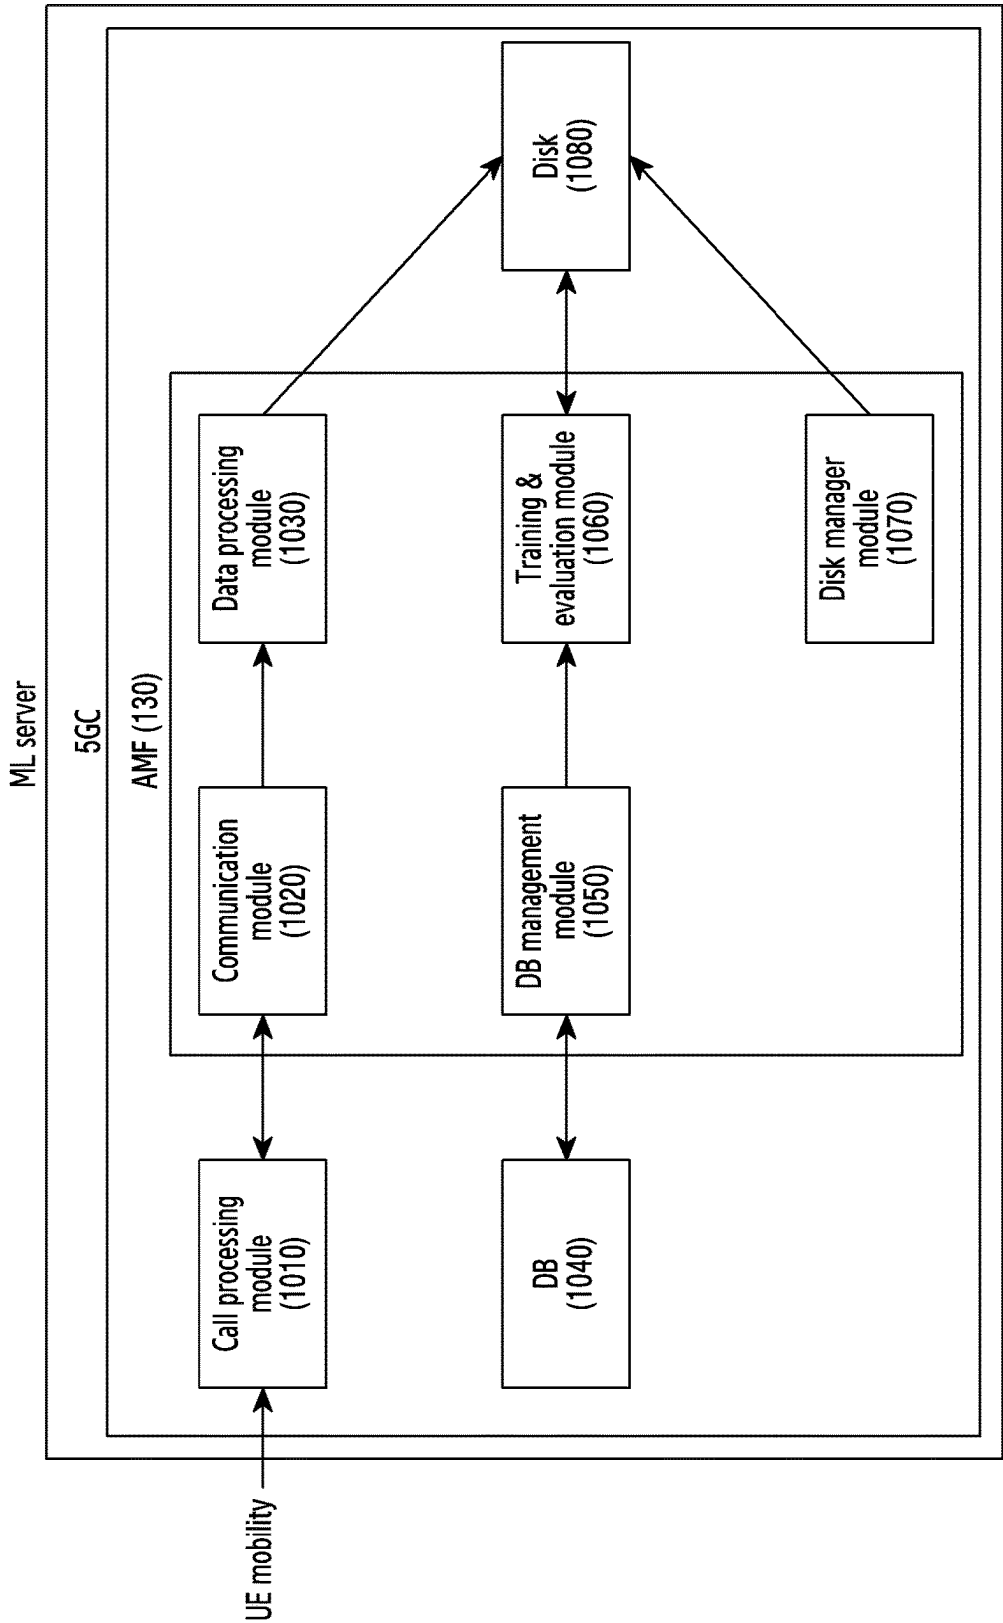 ML server
5GC
AMF (130)
UE mobility
Call processing
module
(1010)
Communication
module
(1020)
Data processing
module
(1030)
DB
(1040)
DB management
module
(1050)
Training &
evaluation module
(1060)
Disk
(1080)
Disk manager
module
(1070)